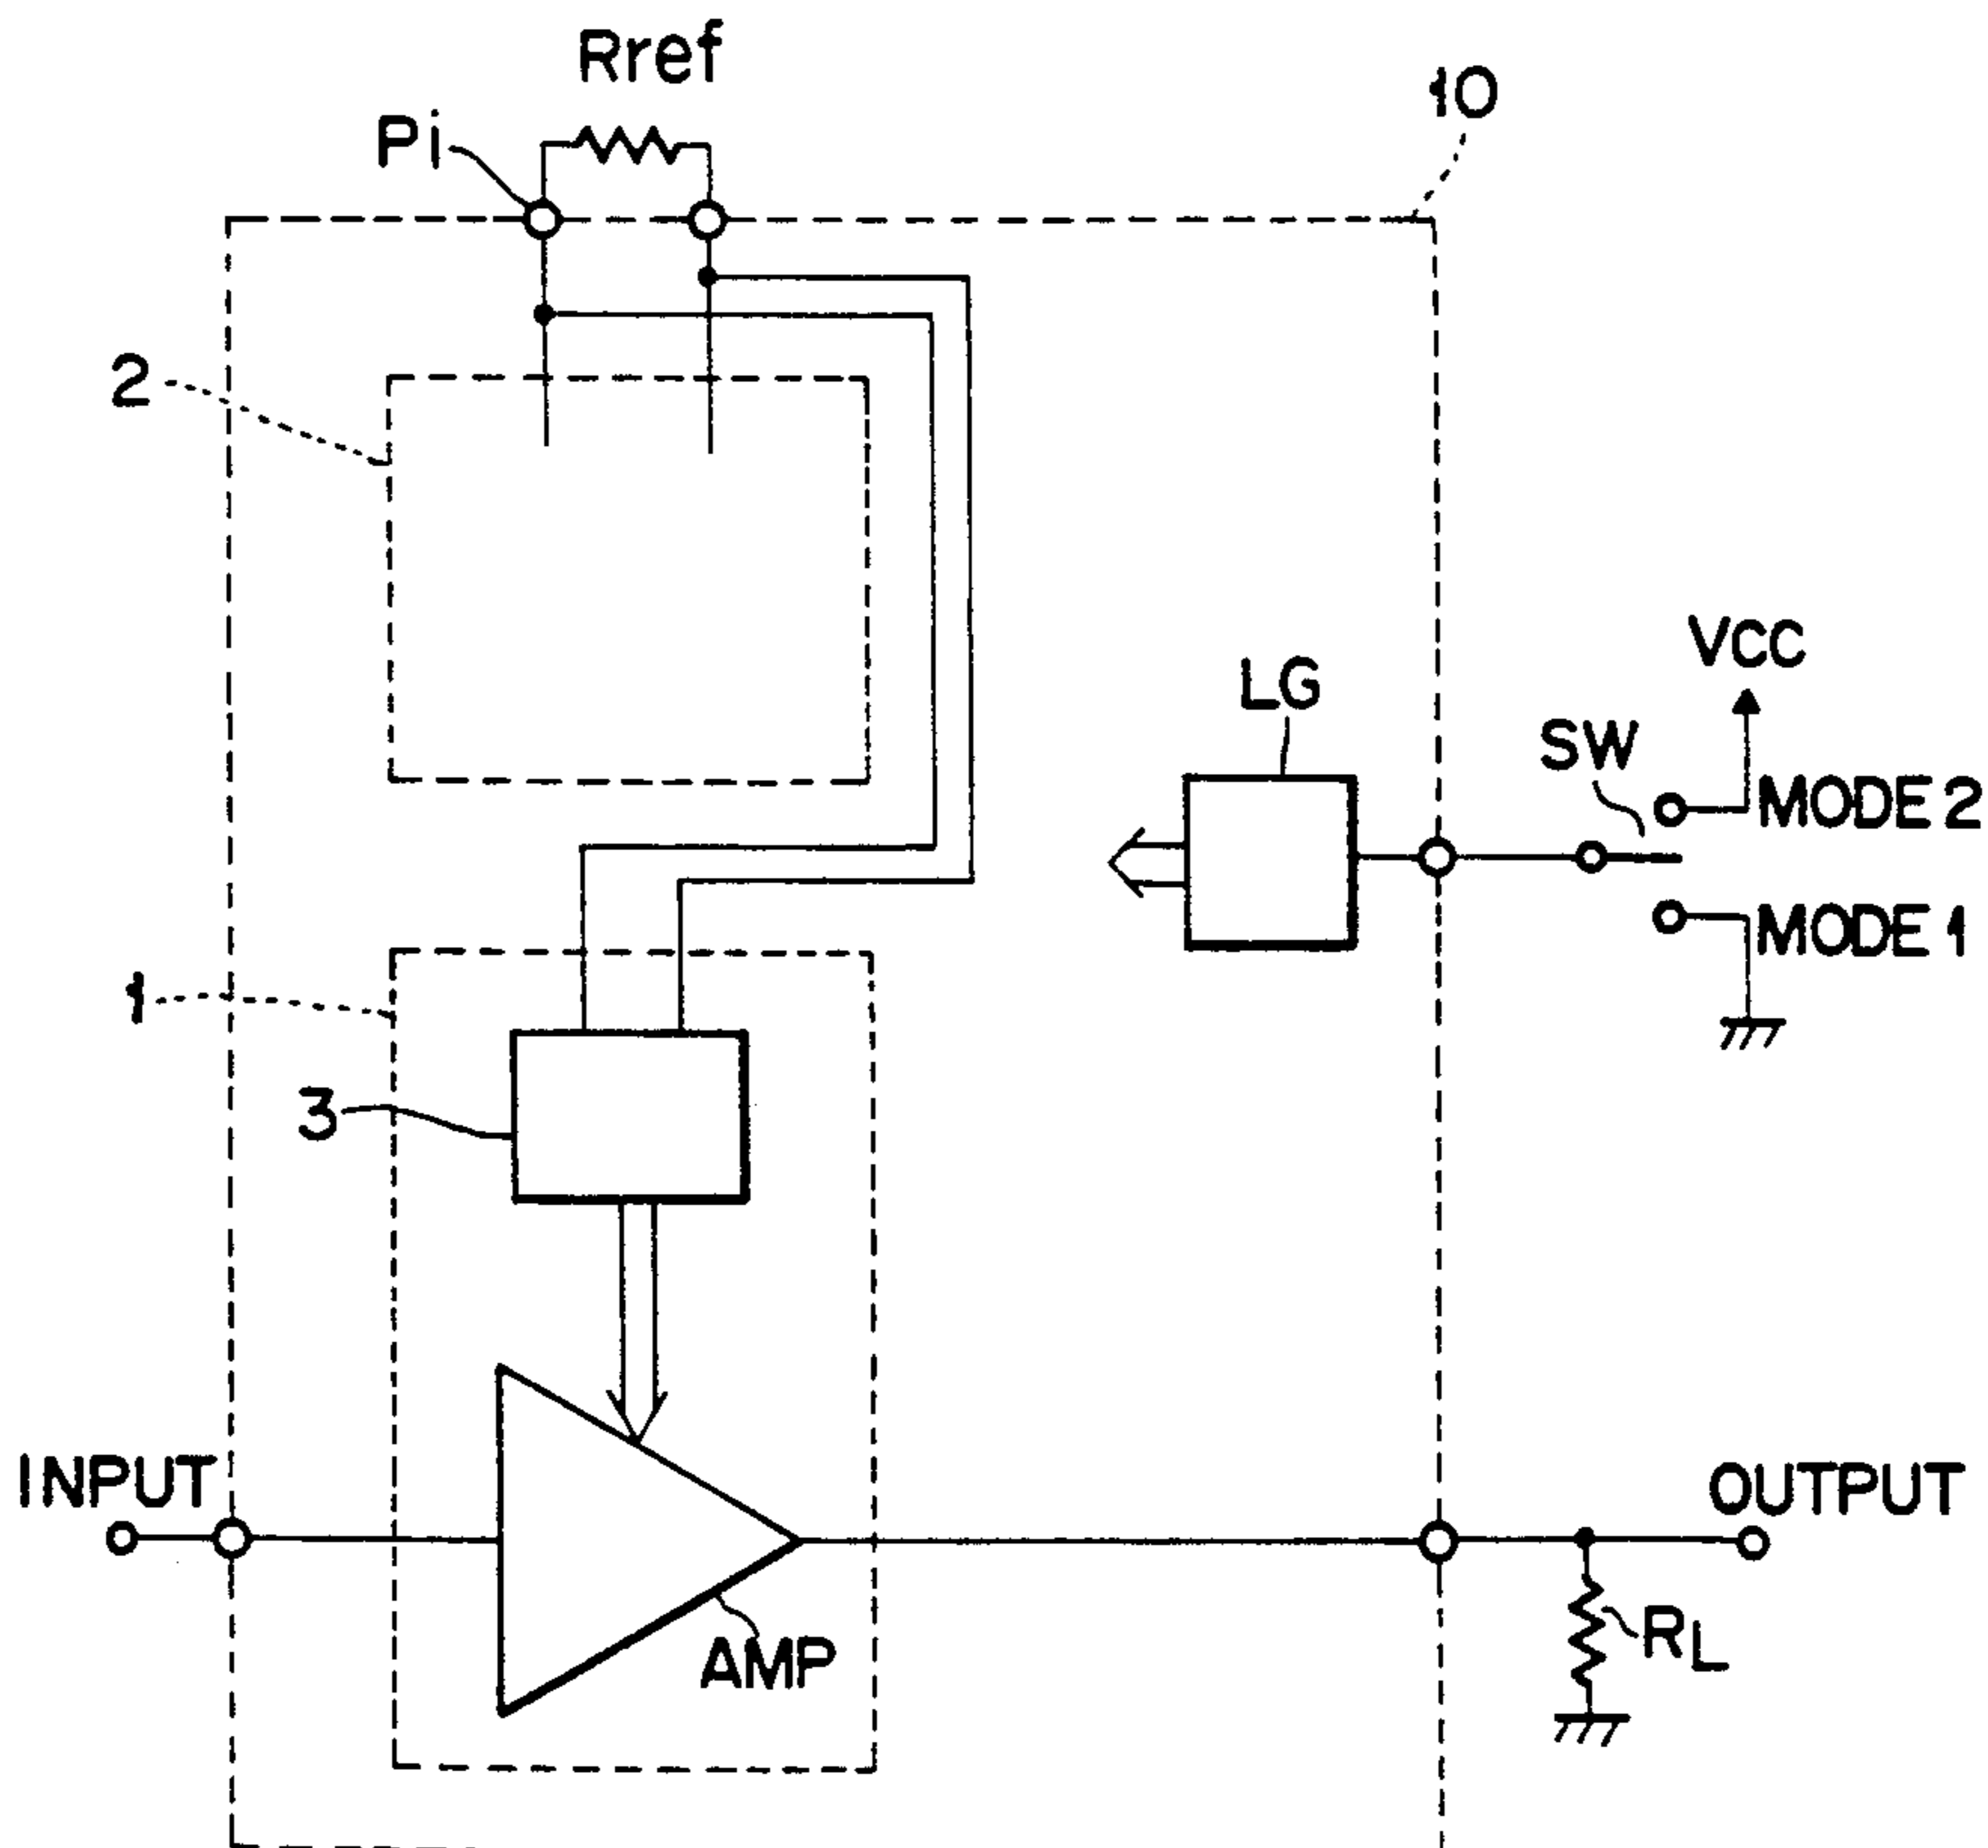 Rref
10
Pi
2
VCC
LG
SW
MODE 2
MODE 1
1
3
INPUT
OUTPUT
RL
AMP